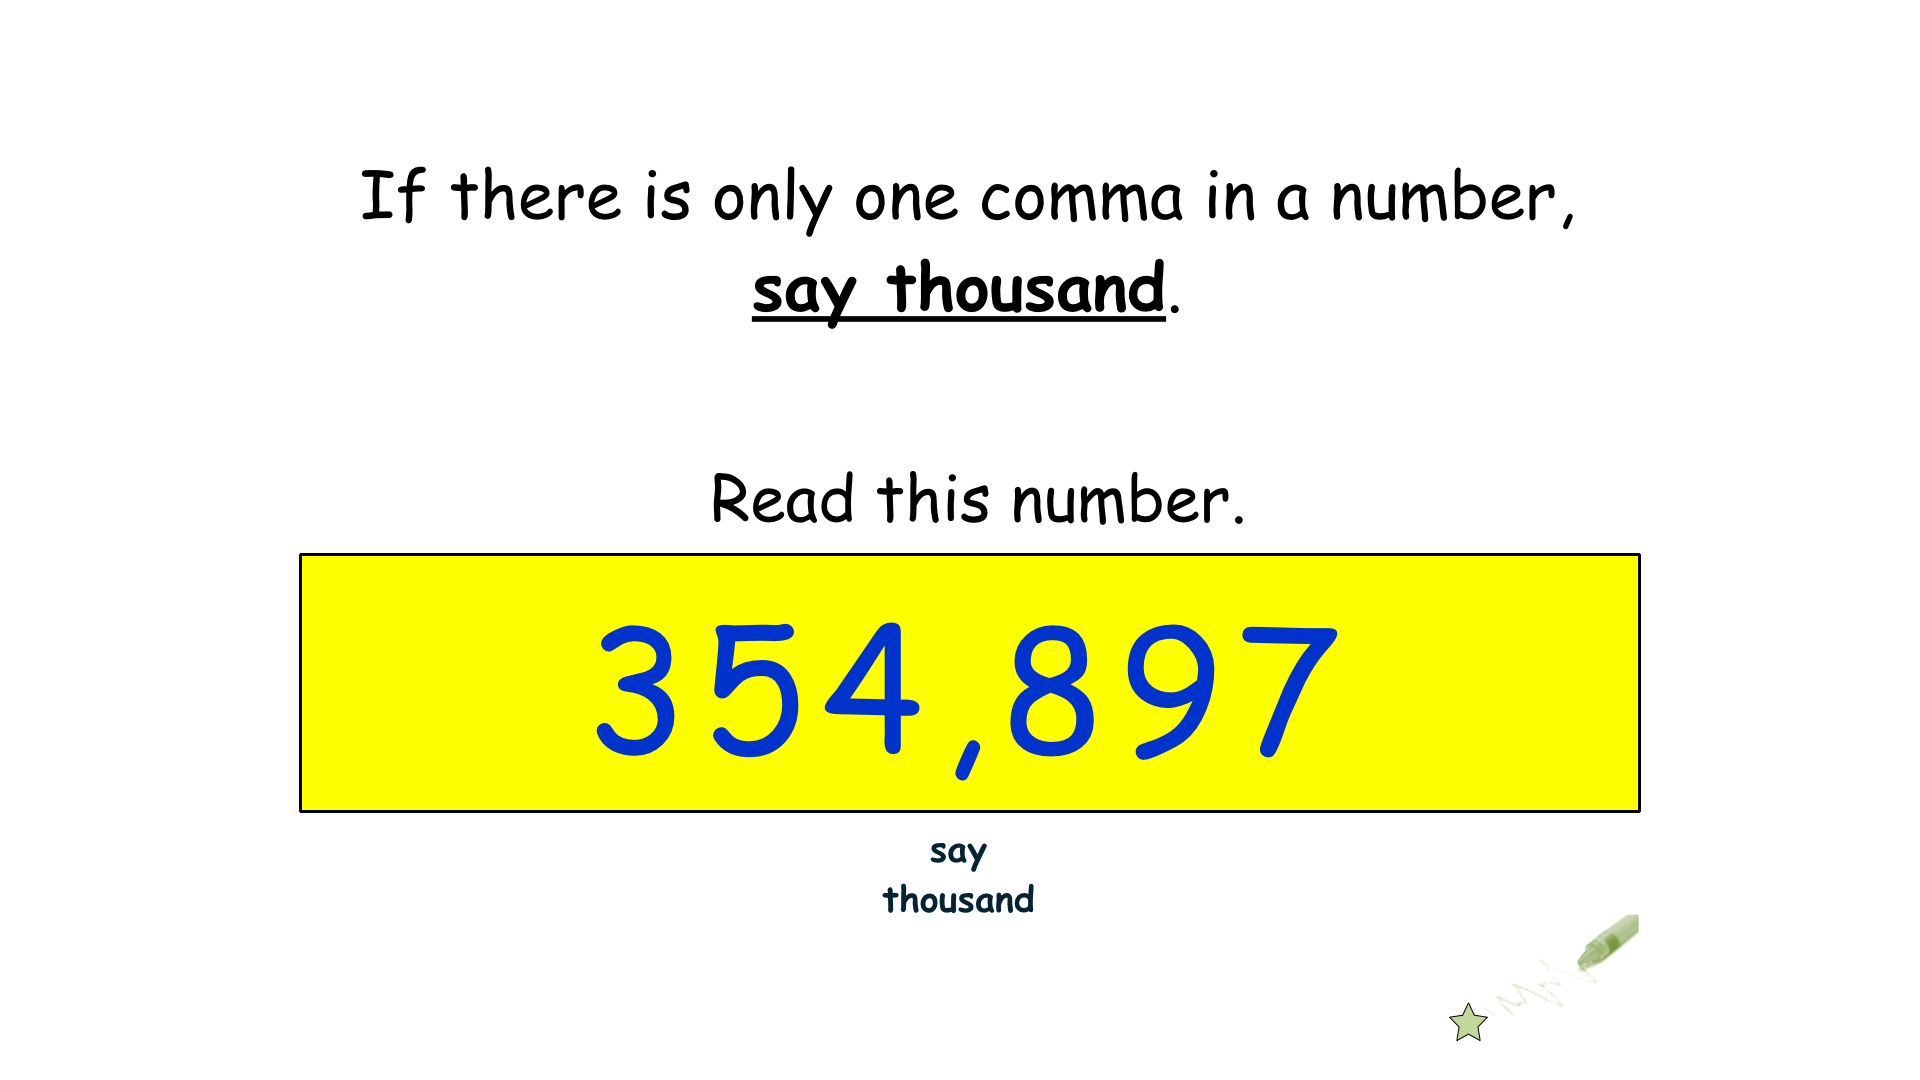 If there is only one comma in a number,
say thousand.
Read this number.
354,897
say
thousand